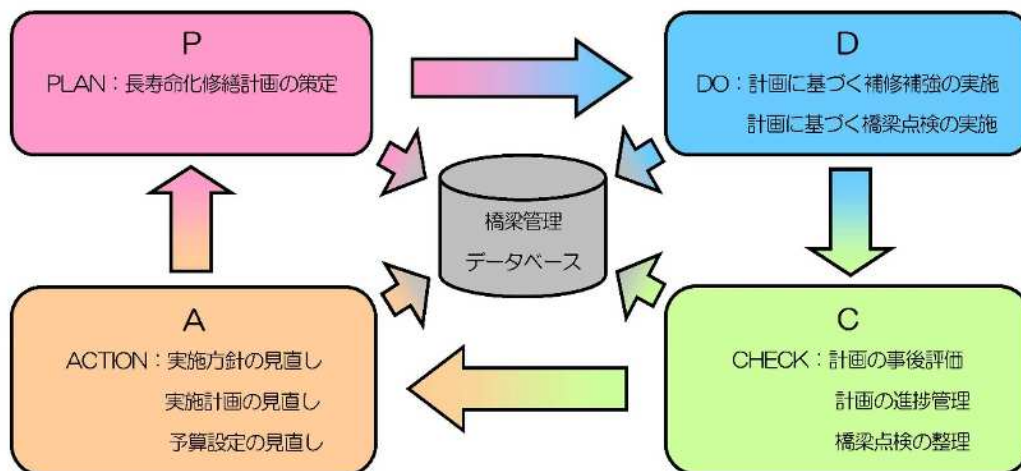 P
PLAN：長寿命化修繕計画の策定
D
DO：計画に基づく補修補強の実施
計画に基づく橋梁点検の実施
橋梁管理
データベース
A
ACTION：実施方針の見直し
実施計画の見直し
予算設定の見直し
C
CHECK：計画の事後評価
計画の進捗管理
橋梁点検の整理